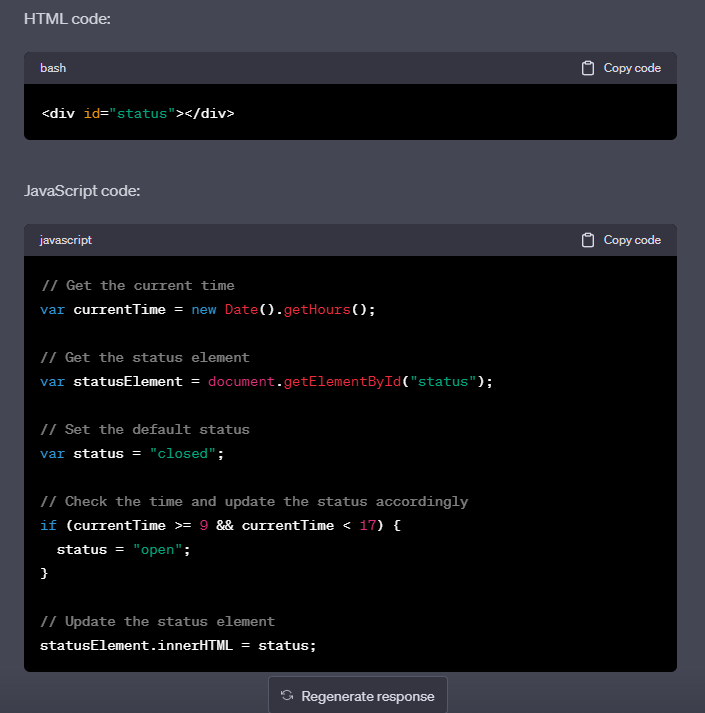 HTML code:
bash
Copy code
<div id="status"></div>
JavaScript code:
javascript
Copy code
// Get the current time
var currentTime = new Date().getHours();
// Get the status element
var statusElement = document.getElementById("status");
// Set the default status
var status = "closed";
// Check the time and update the status accordingly
if (currentTime >= 9 && currentTime < 17) {
  status = "open";
}
// Update the status element
statusElement.innerHTML = status;
Regenerate response